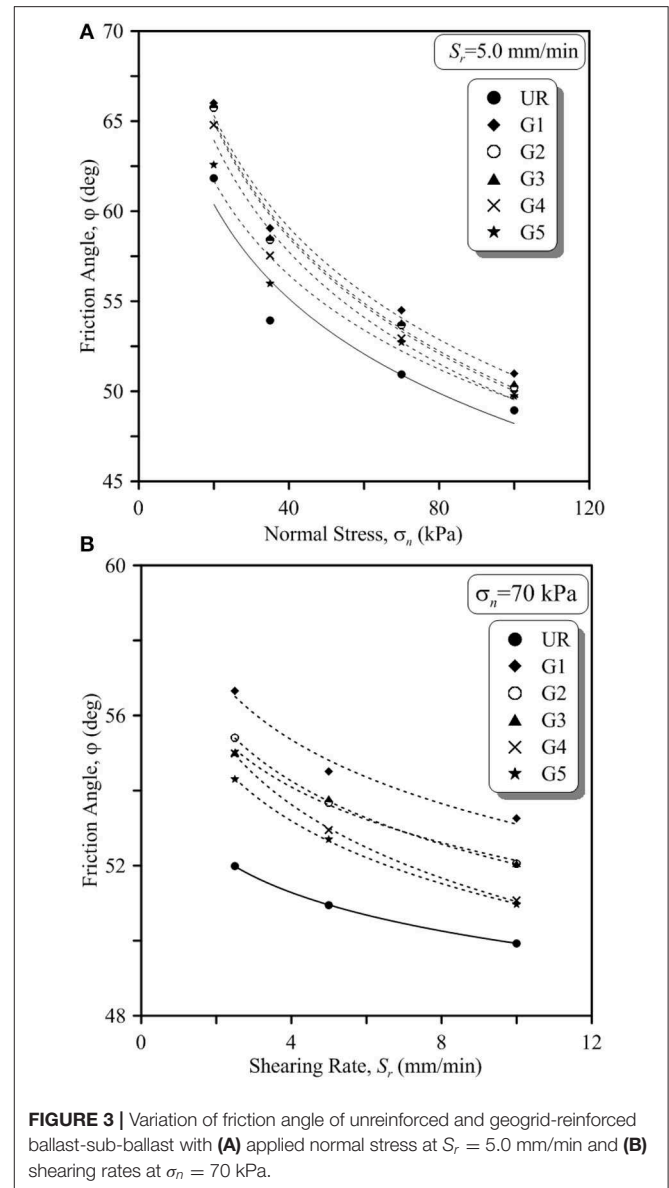 A
70
65
60
55
50
45
Friction Angle, φ (deg)
S_r=5.0 mm/min
UR
G1
G2
G3
G4
G5
0 40 80 120
Normal Stress, σ_n (kPa)
B
60
56
52
48
Friction Angle, φ (deg)
σ_n=70 kPa
UR
G1
G2
G3
G4
G5
0 4 8 12
Shearing Rate, S_r (mm/min)
FIGURE 3 | Variation of friction angle of unreinforced and geogrid-reinforced
ballast-sub-ballast with (A) applied normal stress at S_r = 5.0 mm/min and (B)
shearing rates at σ_n = 70 kPa.